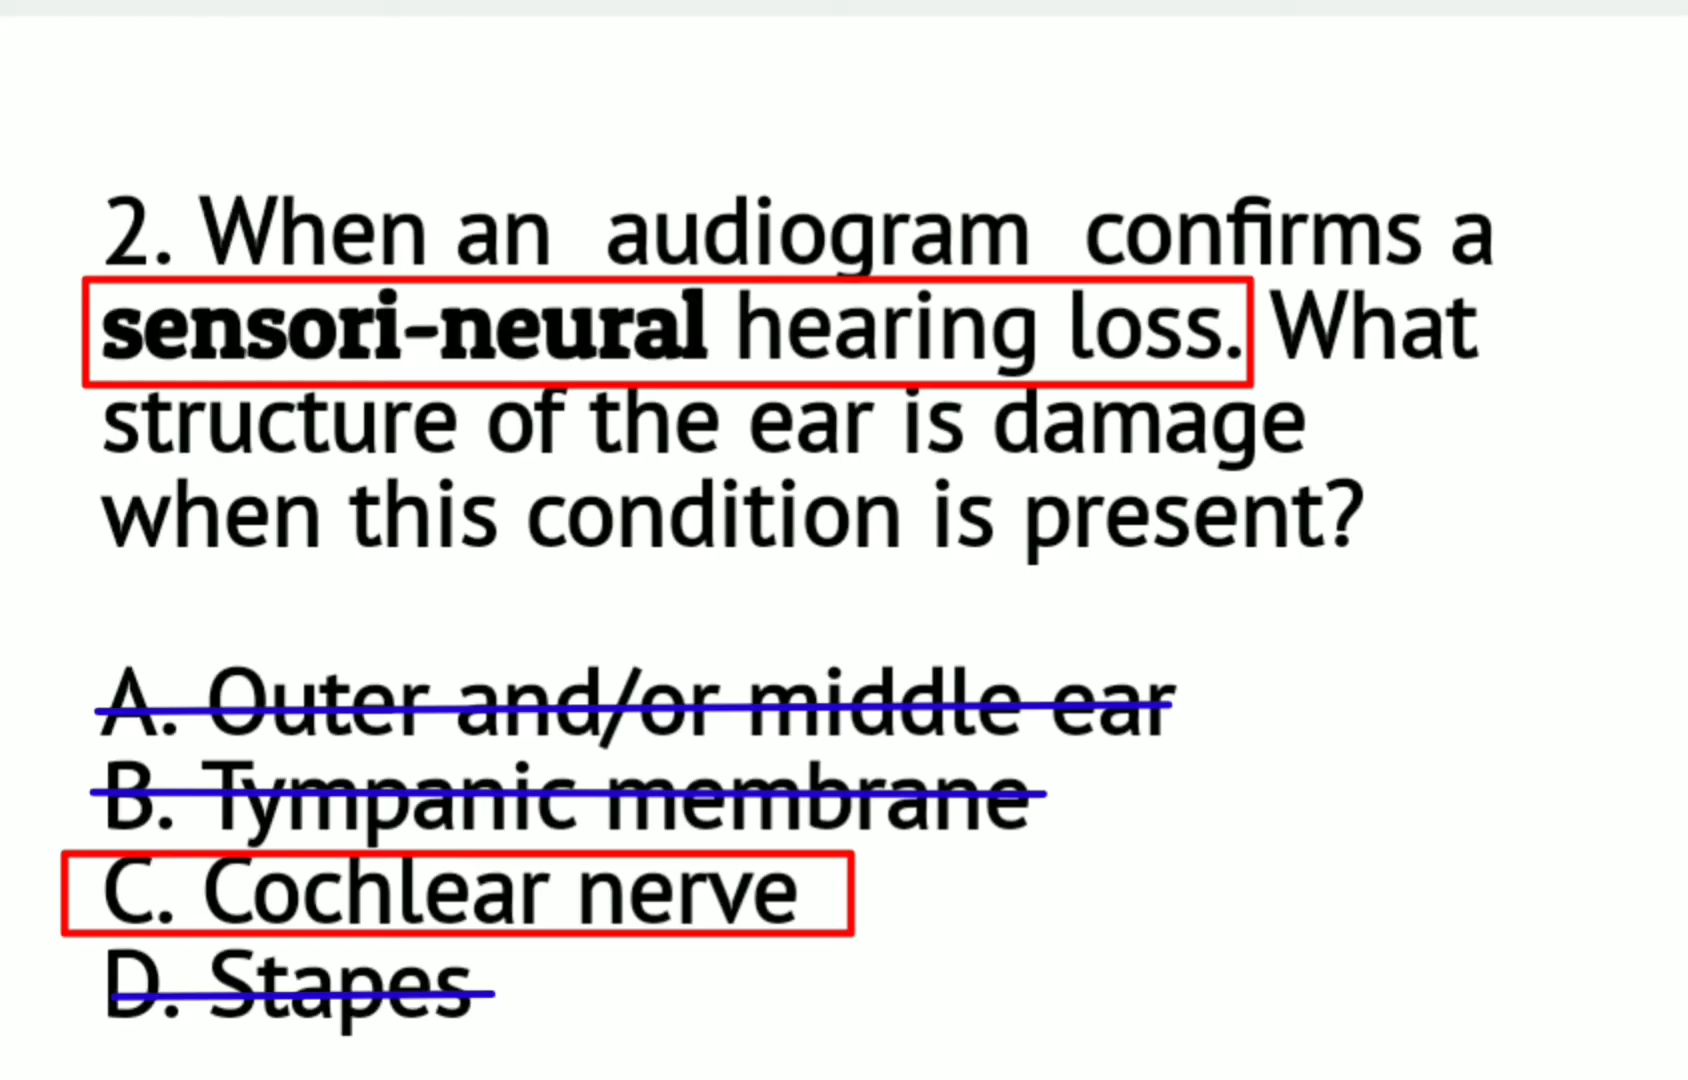 2. When an audiogram confirms a
sensori-neural hearing loss. What
structure of the ear is damage
when this condition is present?
A. Outer and/or middle ear
B. Tympanic membrane
C. Cochlear nerve
D. Stapes